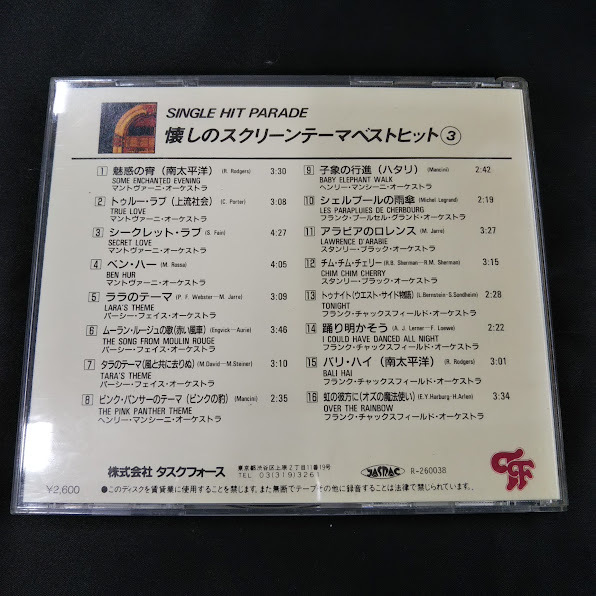 SINGLE HIT PARADE
懐しのスクリーンテーマベストヒット③
1 魅惑の宵(南太平洋) (R. Rodgers) 3:30
SOME ENCHANTED EVENING
マントヴァーニ・オーケストラ
2 トゥルー・ラブ(上流社会) (C. Porter) 3:08
TRUE LOVE
マントヴァーニ・オーケストラ
3 シークレット・ラブ (S. Fain) 4:27
SECRET LOVE
マントヴァーニ・オーケストラ
4 ベン・ハー (M. Rossa) 4:05
BEN HUR
マントヴァーニ・オーケストラ
5 ララのテーマ (P. F. Webster—M. Jarre) 3:09
LARA'S THEME
パーシー・フェイス・オーケストラ
6 ムーラン・ルージュの歌(赤い風車) (Engvick—Aurie) 3:46
THE SONG FROM MOULIN ROUGE
パーシー・フェイス・オーケストラ
7 タラのテーマ(風と共に去りぬ) (M.David—M.Steiner) 3:10
TARA'S THEME
パーシー・フェイス・オーケストラ
8 ピンク・パンサーのテーマ(ピンクの豹) (Mancini) 2:35
THE PINK PANTHER THEME
ヘンリー・マンシーニ・オーケストラ
9 子象の行進(ハタリ) (Mancini) 2:42
BABY ELEPHANT WALK
ヘンリー・マンシーニ・オーケストラ
10 シェルブールの雨傘 (Michel Legrand) 2:19
LES PARAPLUIES DE CHERBOURG
フランク・プールセル・グランド・オーケストラ
11 アラビアのロレンス (M. Jarre) 3:27
LAWRENCE D'ARABIE
スタンリー・ブラック・オーケストラ
12 チム・チム・チェリー (R.B. Sherman—R.M. Sherman) 3:15
CHIM CHIM CHERRY
スタンリー・ブラック・オーケストラ
13 トゥナイト(ウエスト・サイド物語) (L.Bernstein・S.Sondheim) 2:28
TONIGHT
フランク・チャックスフィールド・オーケストラ
14 踊り明かそう (A. J. Lerner—F. Loewe) 2:22
I COULD HAVE DANCED ALL NIGHT
フランク・チャックスフィールド・オーケストラ
15 バリ・ハイ(南太平洋) (R. Rodgers) 3:01
BALI HAI
フランク・チャックスフィールド・オーケストラ
16 虹の彼方に(オズの魔法使い) (E.Y.Harburg・H.Arlen) 3:34
OVER THE RAINBOW
フランク・チャックスフィールド・オーケストラ
株式会社 タスクフォース
東京都渋谷区上原2丁目11番19号
TEL 03(319)3261
JASRAC R-260038
¥2,600
●このディスクを賃貸業に使用することを禁じます。また無断でテープその他に録音することは法律で禁じられています。